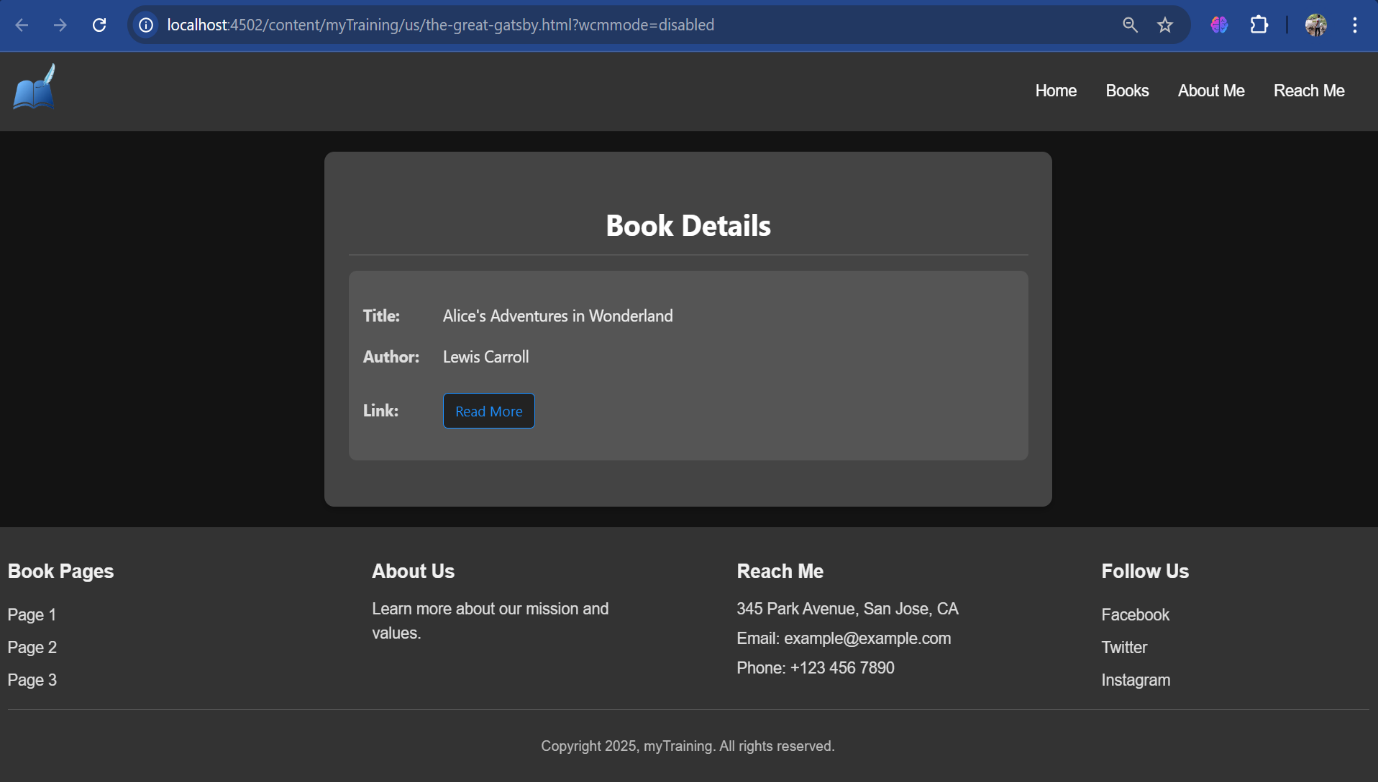 localhost:4502/content/myTraining/us/the-great-gatsby.html?wcmmode=disabled
Home Books About Me Reach Me
Book Details
Title: Alice's Adventures in Wonderland
Author: Lewis Carroll
Link: Read More
Book Pages
Page 1
Page 2
Page 3
About Us
Learn more about our mission and
values.
Reach Me
345 Park Avenue, San Jose, CA
Email: example@example.com
Phone: +123 456 7890
Follow Us
Facebook
Twitter
Instagram
Copyright 2025, myTraining. All rights reserved.